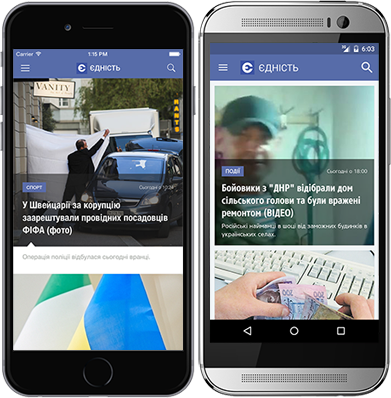 Carrier
1:15 PM
ЄДНІСТЬ
VANITY
СПОРТ
Сьогодні о 10:24
У Швейцарії за корупцію
заарештували провідних посадовців
ФІФА (фото)
Операція поліції відбулася сьогодні вранці.
6:03
ЄДНІСТЬ
ПОДІЇ
Сьогодні о 18:00
Бойовики з "ДНР" відібрали дом
сільського голови та були вражені
ремонтом (ВІДЕО)
Російські найманці в шоці від заможних будинків в
українських селах.